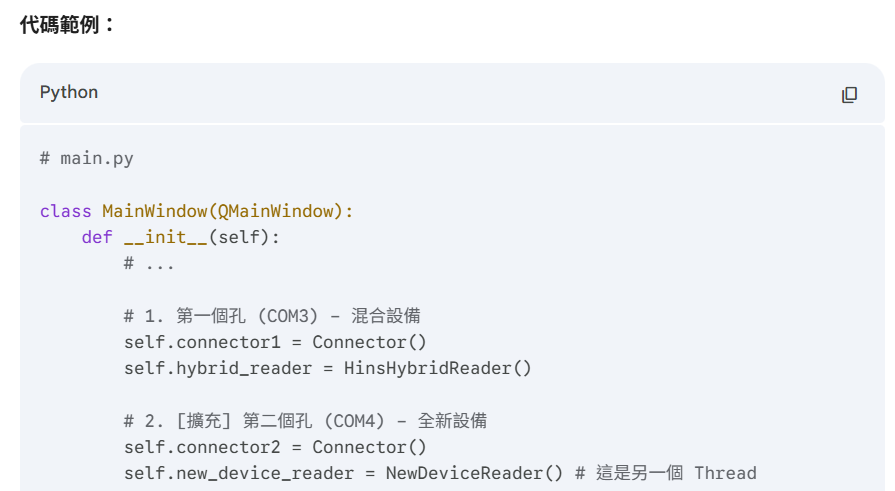 代碼範例：
Python
# main.py
class MainWindow(QMainWindow):
    def __init__(self):
        # ...
        # 1. 第一個孔 (COM3) - 混合設備
        self.connector1 = Connector()
        self.hybrid_reader = HinsHybridReader()
        # 2. [擴充] 第二個孔 (COM4) - 全新設備
        self.connector2 = Connector()
        self.new_device_reader = NewDeviceReader() # 這是另一個 Thread